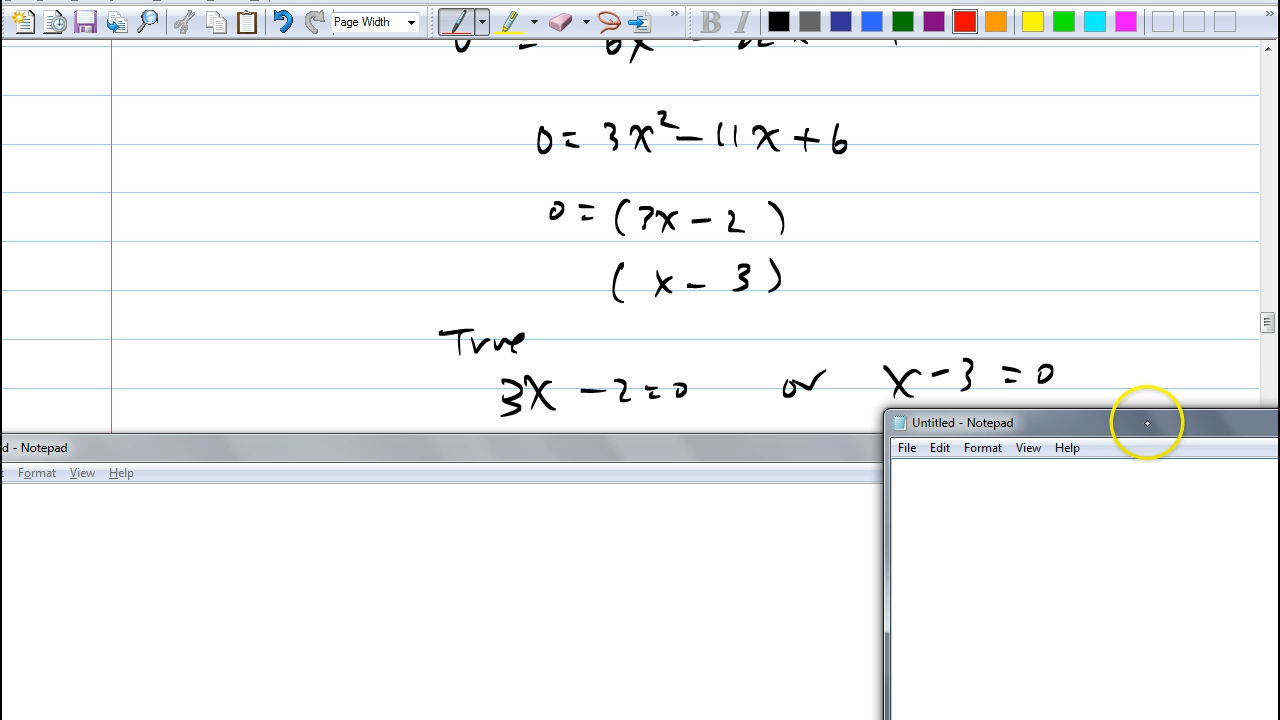 Page Width
B I
0 = 3x² - 11x + 6
0 = (3x - 2 )
( x - 3 )
True
3x - 2 = 0 or x - 3 = 0
Untitled - Notepad
d - Notepad
File Edit Format View Help
Format View Help